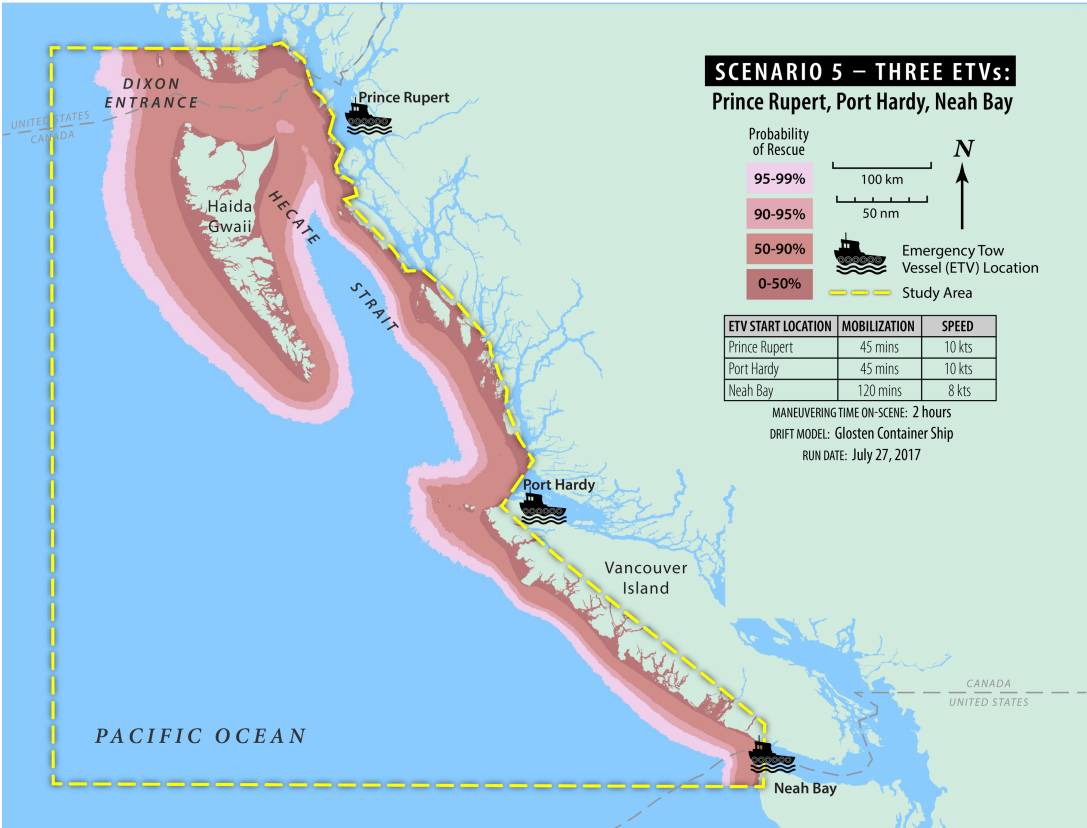 SCENARIO 5 – THREE ETVs:
Prince Rupert, Port Hardy, Neah Bay
Probability
of Rescue
95-99%
90-95%
50-90%
0-50%
100 km
50 nm
N
Emergency Tow
Vessel (ETV) Location
Study Area
ETV START LOCATION MOBILIZATION SPEED
Prince Rupert 45 mins 10 kts
Port Hardy 45 mins 10 kts
Neah Bay 120 mins 8 kts
MANEUVERING TIME ON-SCENE: 2 hours
DRIFT MODEL: Glosten Container Ship
RUN DATE: July 27, 2017
DIXON
ENTRANCE
UNITED STATES
CANADA
Prince Rupert
Haida
Gwaii
HECATE
STRAIT
Port Hardy
Vancouver
Island
CANADA
UNITED STATES
PACIFIC OCEAN
Neah Bay